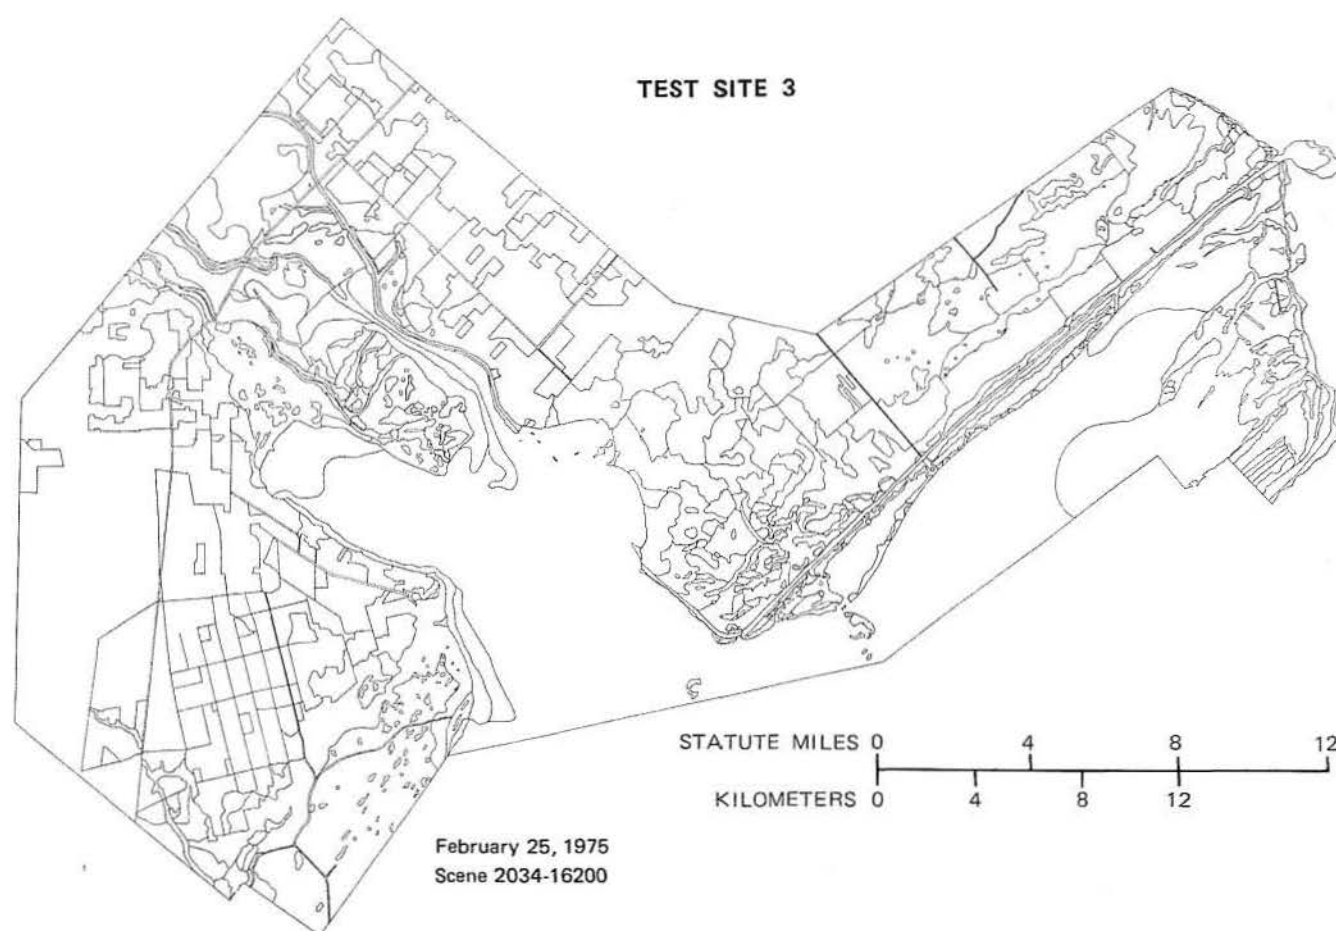 TEST SITE 3
STATUTE MILES 0 4 8 12
KILOMETERS 0 4 8 12
February 25, 1975
Scene 2034-16200